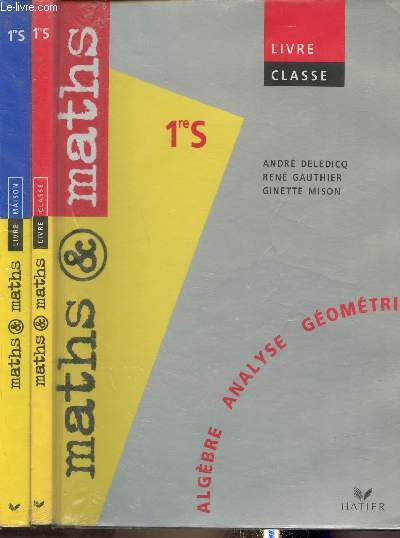 Le-Livre.com
1reS
LIVRE MAISON
maths & maths
1reS
LIVRE CLASSE
maths & maths
LIVRE
CLASSE
1reS
ANDRÉ DELEDICQ
RENÉ GAUTHIER
GINETTE MISON
maths & maths
ALGÈBRE ANALYSE GÉOMÉTRI
HATIER